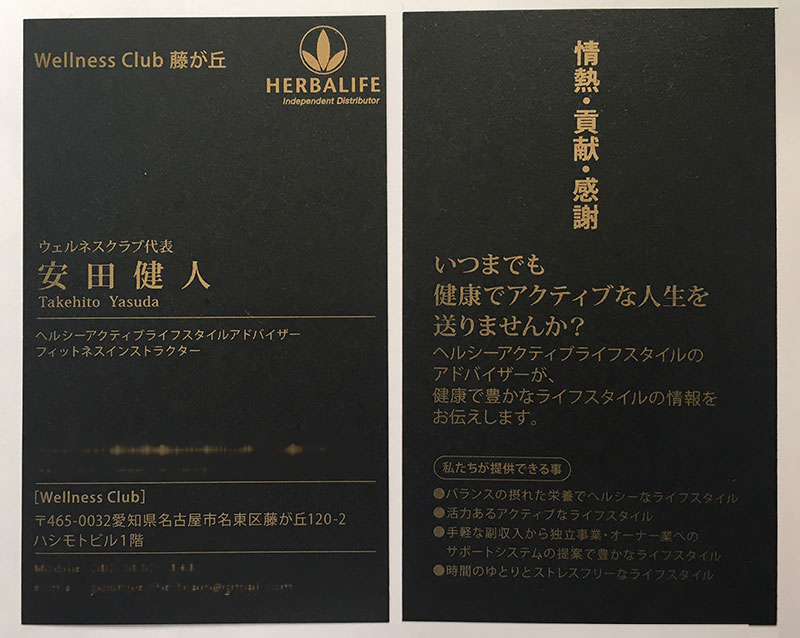 Wellness Club 藤が丘
HERBALIFE
Independent Distributor
ウェルネスクラブ代表
安田健人
Takehito Yasuda
ヘルシーアクティブライフスタイルアドバイザー
フィットネスインストラクター
[Wellness Club]
〒465-0032愛知県名古屋市名東区藤が丘120-2
ハシモトビル1階
情熱・貢献・感謝
いつまでも
健康でアクティブな人生を
送りませんか？
ヘルシーアクティブライフスタイルの
アドバイザーが、
健康で豊かなライフスタイルの情報を
お伝えします。
私たちが提供できる事
●バランスの摂れた栄養でヘルシーなライフスタイル
●活力あるアクティブなライフスタイル
●手軽な副収入から独立事業・オーナー業への
サポートシステムの提案で豊かなライフスタイル
●時間のゆとりとストレスフリーなライフスタイル